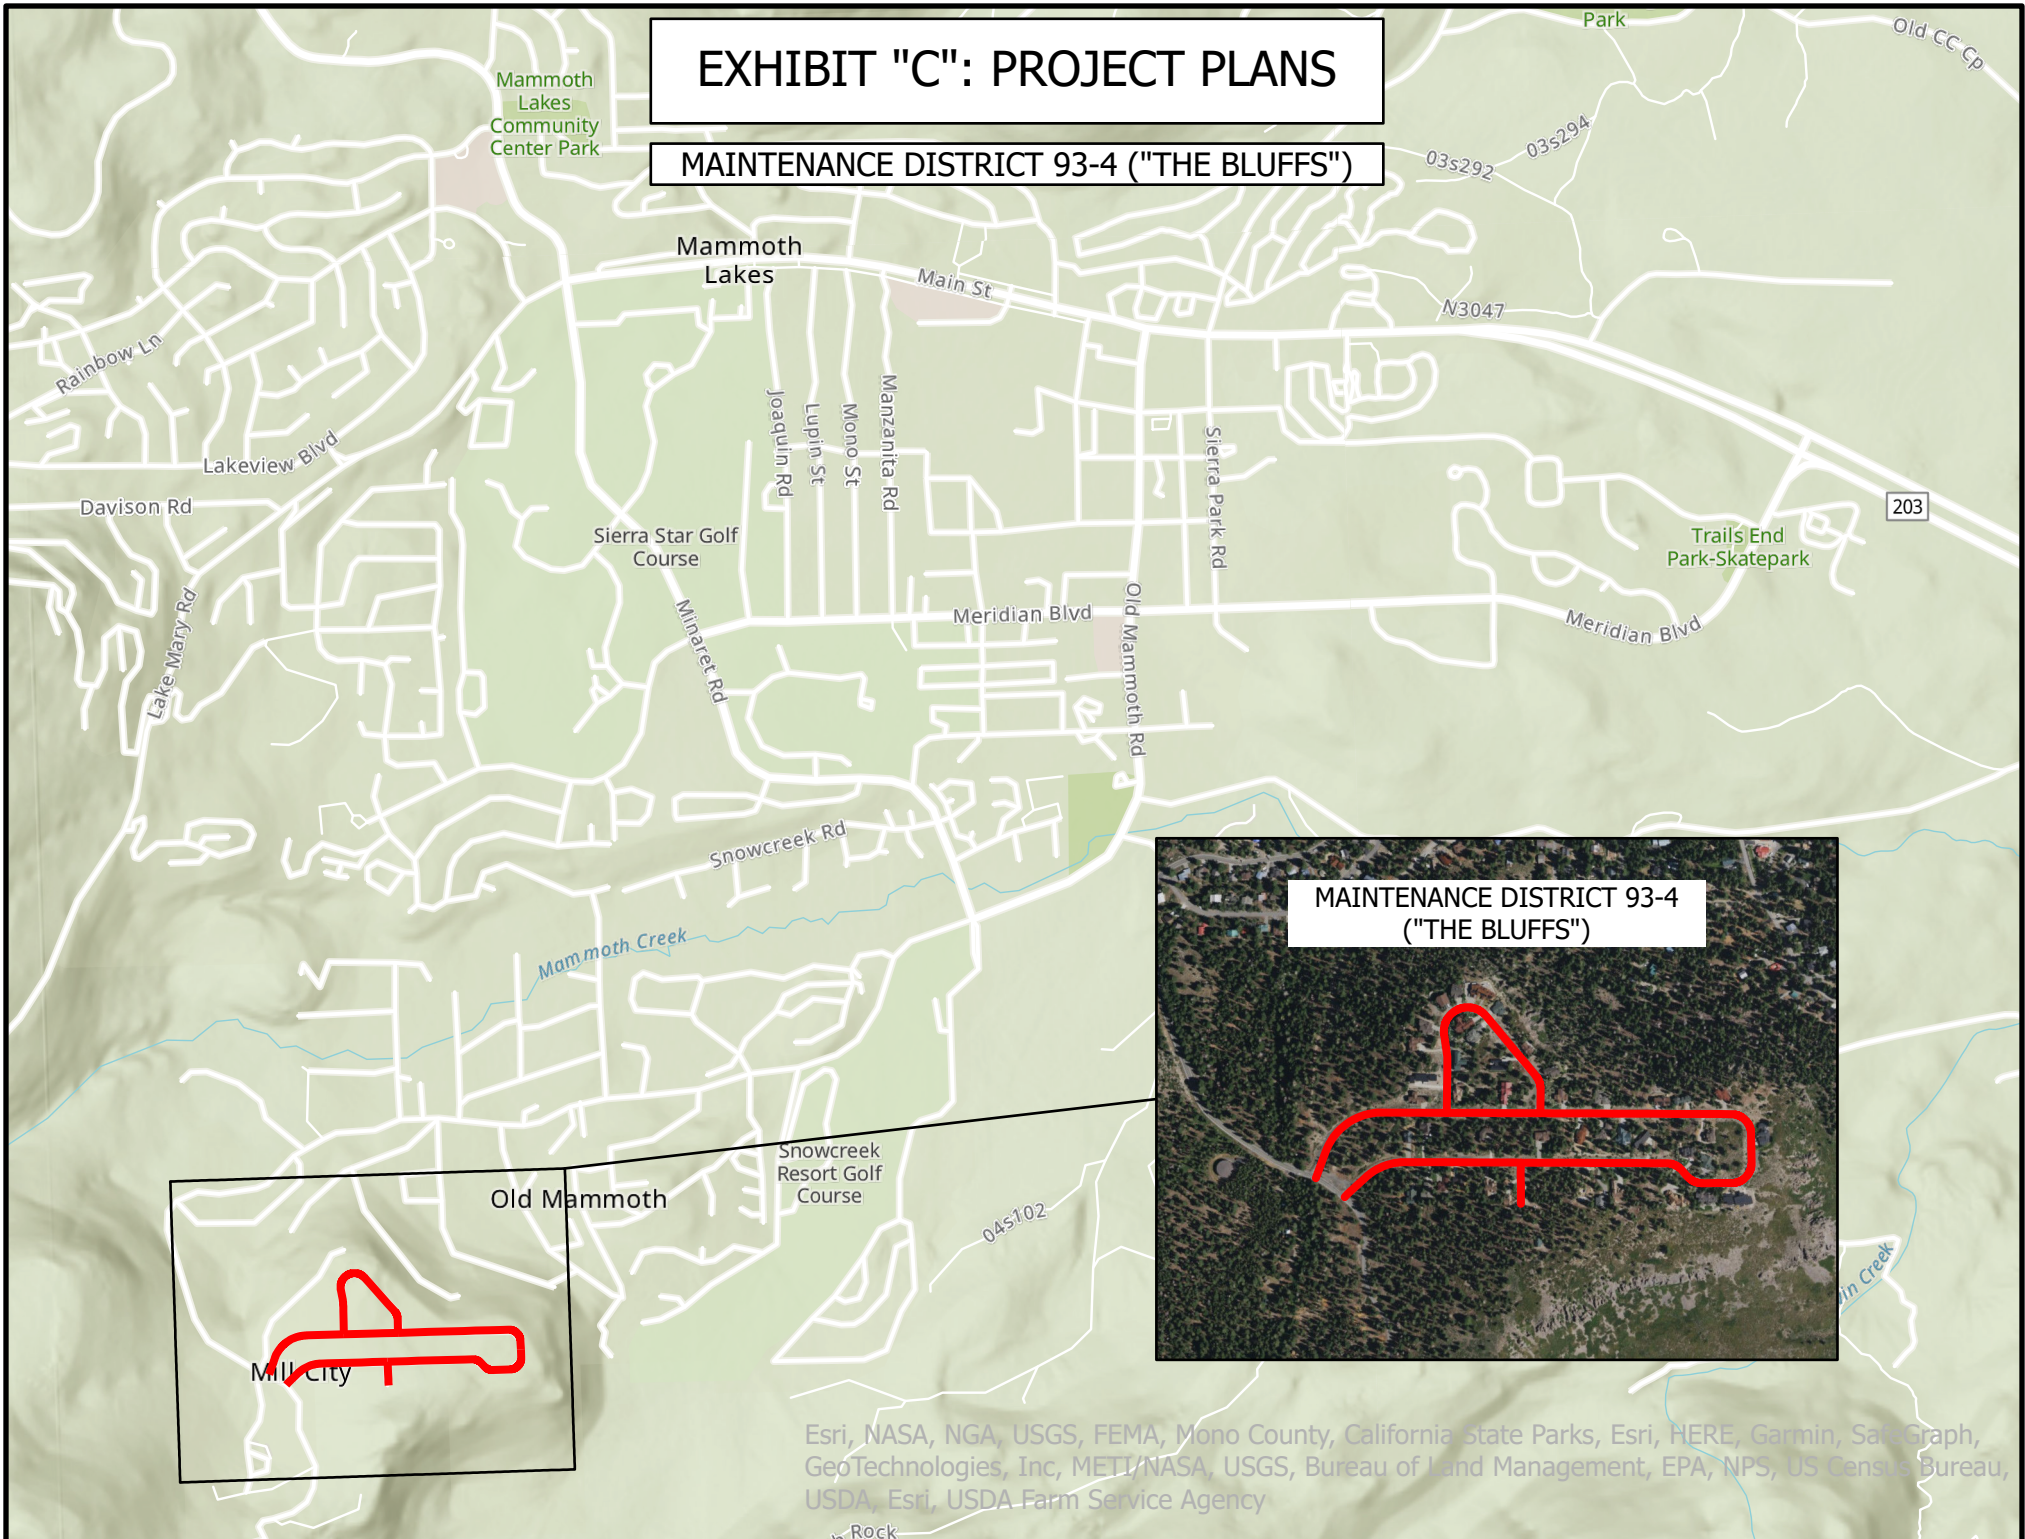 Park
Old CC Cp
EXHIBIT "C": PROJECT PLANS
Mammoth
Lakes
Community
Center Park
MAINTENANCE DISTRICT 93-4 ("THE BLUFFS")
03s292
03s294
Mammoth
Lakes
Main St
N3047
Rainbow Ln
Joaquin Rd
Lupin St
Mono St
Manzanita Rd
Sierra Park Rd
Lakeview Blvd
Davison Rd
203
Sierra Star Golf
Course
Trails End
Park-Skatepark
Lake Mary Rd
Minaret Rd
Meridian Blvd
Old Mammoth Rd
Meridian Blvd
Snowcreek Rd
MAINTENANCE DISTRICT 93-4
("THE BLUFFS")
Mammoth Creek
Snowcreek
Resort Golf
Course
Old Mammoth
04s102
Creek
Mill City
Esri, NASA, NGA, USGS, FEMA, Mono County, California State Parks, Esri, HERE, Garmin, SafeGraph,
GeoTechnologies, Inc, METI/NASA, USGS, Bureau of Land Management, EPA, NPS, US Census Bureau,
USDA, Esri, USDA Farm Service Agency
Rock